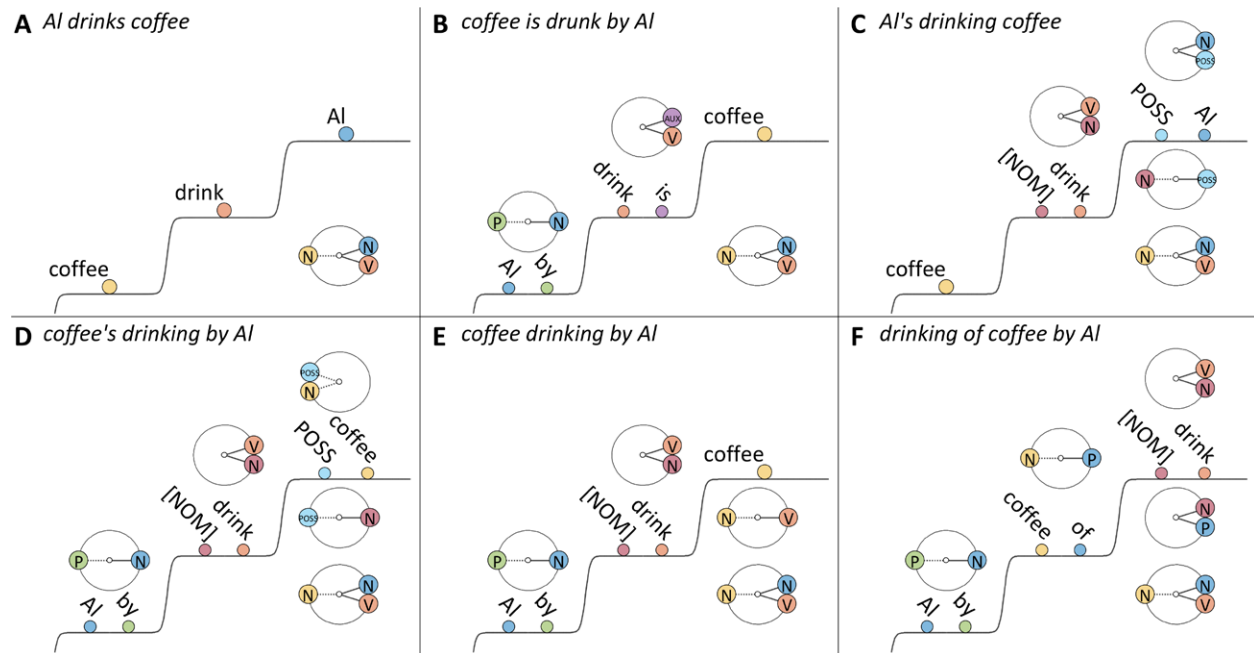 A Al drinks coffee
Al
drink
coffee
N
N
V
B coffee is drunk by Al
AUX
V
coffee
drink
is
P
N
Al
by
N
N
V
C Al's drinking coffee
N
POSS
POSS
Al
V
N
[NOM]
drink
N
POSS
coffee
N
N
V
D coffee's drinking by Al
POSS
N
POSS
coffee
V
N
[NOM]
drink
POSS
N
P
N
Al
by
N
N
V
E coffee drinking by Al
V
N
coffee
[NOM]
drink
N
V
P
N
Al
by
N
N
V
F drinking of coffee by Al
V
N
[NOM]
drink
N
P
coffee
of
N
P
P
N
Al
by
N
N
V